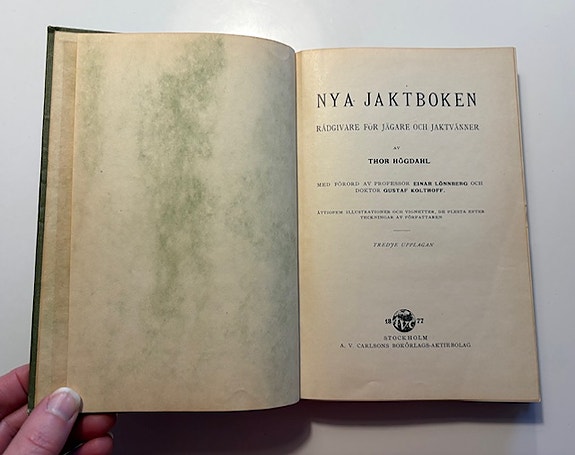 NYA JAKTBOKEN
RÅDGIVARE FÖR JÄGARE OCH JAKTVÄNNER
AV
THOR HÖGDAHL
MED FÖRORD AV PROFESSOR EINAR LÖNNBERG OCH
DOKTOR GUSTAF KOLTHOFF.
ÅTTIOFEM ILLUSTRATIONER OCH VIGNETTER, DE FLESTA EFTER
TECKNINGAR AV FÖRFATTAREN
TREDJE UPPLAGAN
18 77
STOCKHOLM
A. V. CARLSONS BOKFÖRLAGS-AKTIEBOLAG